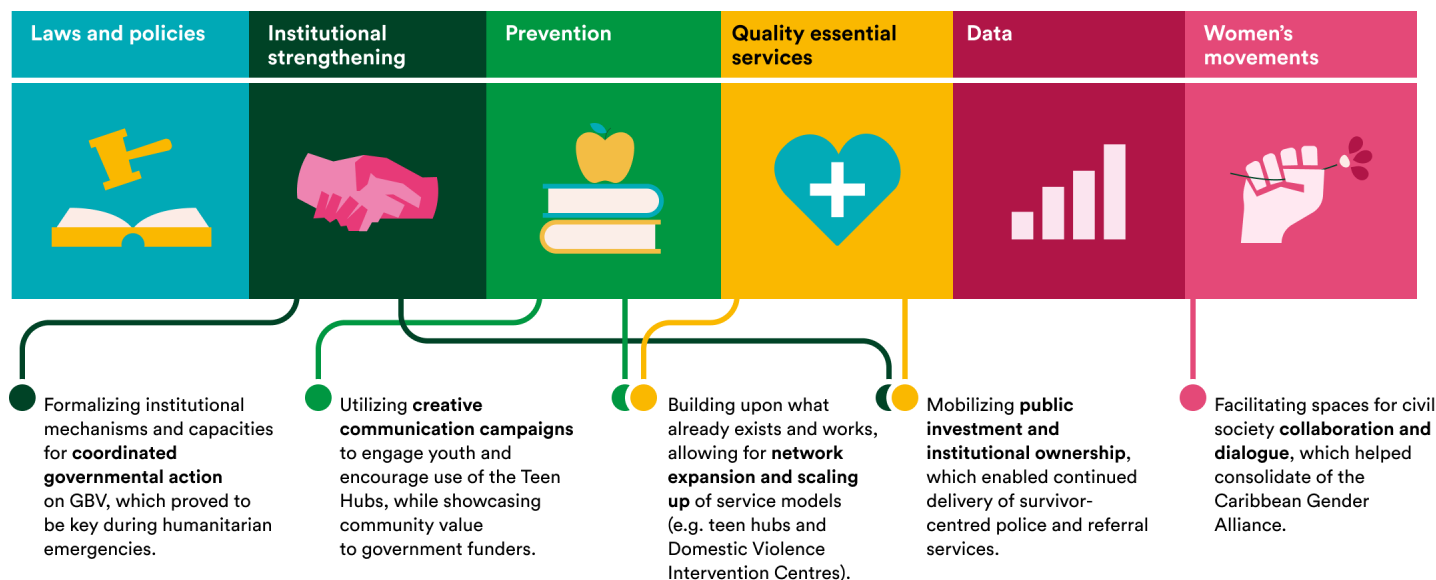 Laws and policies
Institutional
strengthening
Prevention
Quality essential
services
Data
Women’s
movements
Formalizing institutional
mechanisms and capacities
for coordinated
governmental action
on GBV, which proved to
be key during humanitarian
emergencies.
Utilizing creative
communication campaigns
to engage youth and
encourage use of the Teen
Hubs, while showcasing
community value
to government funders.
Building upon what
already exists and works,
allowing for network
expansion and scaling
up of service models
(e.g. teen hubs and
Domestic Violence
Intervention Centres).
Mobilizing public
investment and
institutional ownership,
which enabled continued
delivery of survivor-
centred police and referral
services.
Facilitating spaces for civil
society collaboration and
dialogue, which helped
consolidate of the
Caribbean Gender
Alliance.